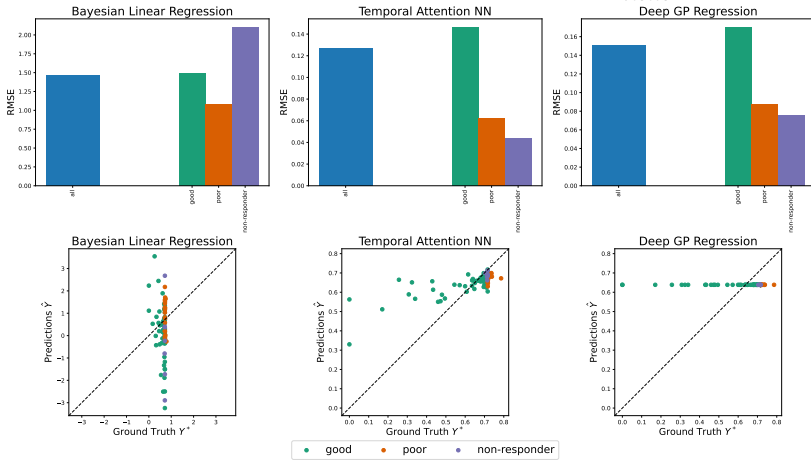 Bayesian Linear Regression
RMSE
2.00
1.75
1.50
1.25
1.00
0.75
0.50
0.25
0.00
all
good
poor
non-responder
Temporal Attention NN
RMSE
0.14
0.12
0.10
0.08
0.06
0.04
0.02
0.00
all
good
poor
non-responder
Deep GP Regression
RMSE
0.16
0.14
0.12
0.10
0.08
0.06
0.04
0.02
0.00
all
good
poor
non-responder
Bayesian Linear Regression
Predictions Ŷ
3
2
1
0
−1
−2
−3
−3 −2 −1 0 1 2 3
Ground Truth Y*
Temporal Attention NN
Predictions Ŷ
0.8
0.7
0.6
0.5
0.4
0.3
0.2
0.1
0.0
0.0 0.1 0.2 0.3 0.4 0.5 0.6 0.7 0.8
Ground Truth Y*
Deep GP Regression
Predictions Ŷ
0.8
0.7
0.6
0.5
0.4
0.3
0.2
0.1
0.0
0.0 0.1 0.2 0.3 0.4 0.5 0.6 0.7 0.8
Ground Truth Y*
good poor non-responder